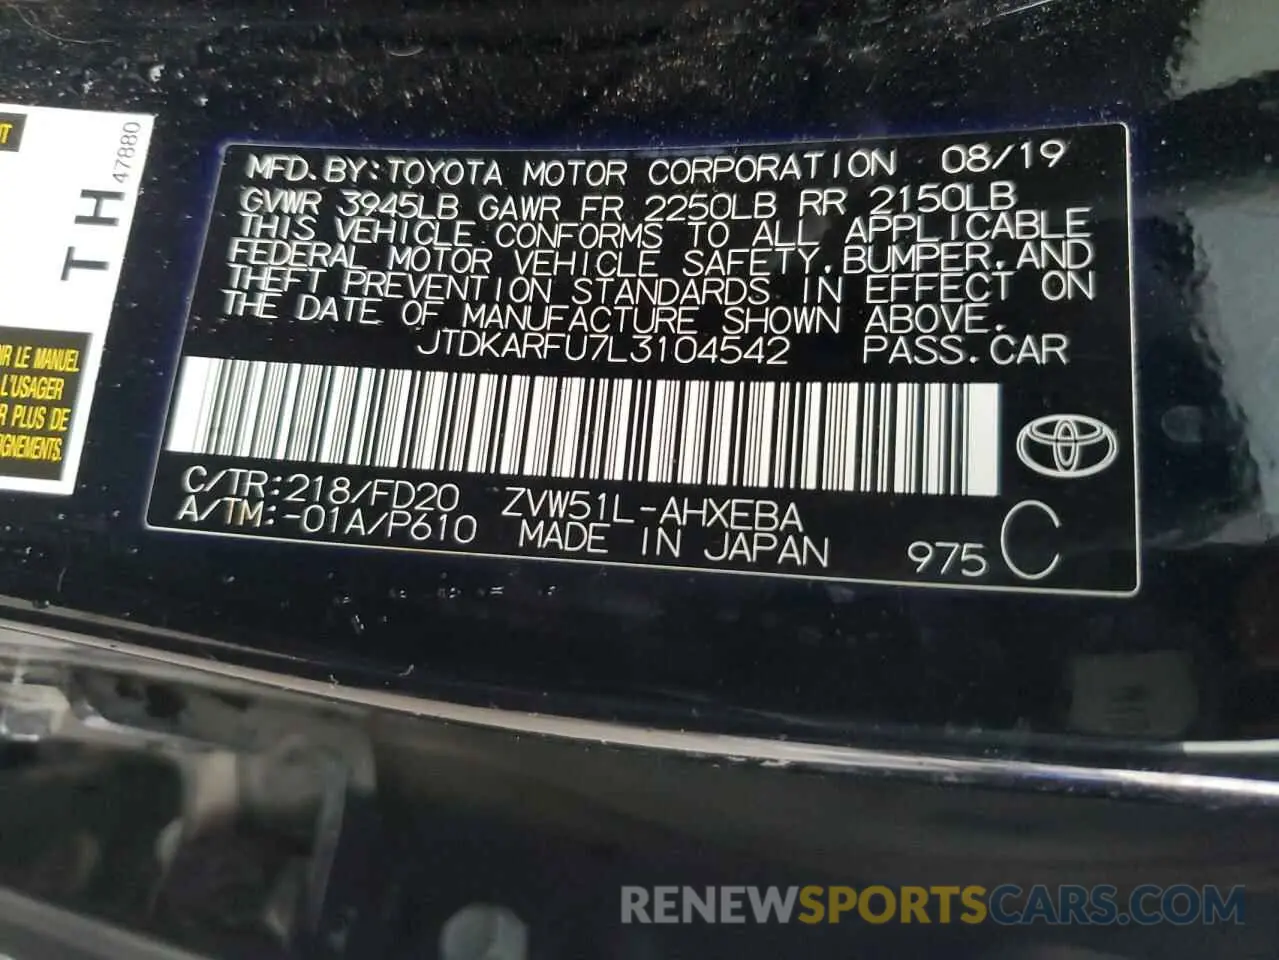 NT
TH
47880
MFD.BY:TOYOTA MOTOR CORPORATION 08/19
GVWR 3945LB GAWR FR 2250LB RR 2150LB
THIS VEHICLE CONFORMS TO ALL APPLICABLE
FEDERAL MOTOR VEHICLE SAFETY,BUMPER,AND
THEFT PREVENTION STANDARDS IN EFFECT ON
THE DATE OF MANUFACTURE SHOWN ABOVE.
JTDKARFU7L3104542 PASS.CAR
C/TR:218/FD20 ZVW51L-AHXEBA
A/TM:-01A/P610 MADE IN JAPAN 975 C
LE MANUEL
L'USAGER
PLUS DE
RENEWSPORTSCARS.COM